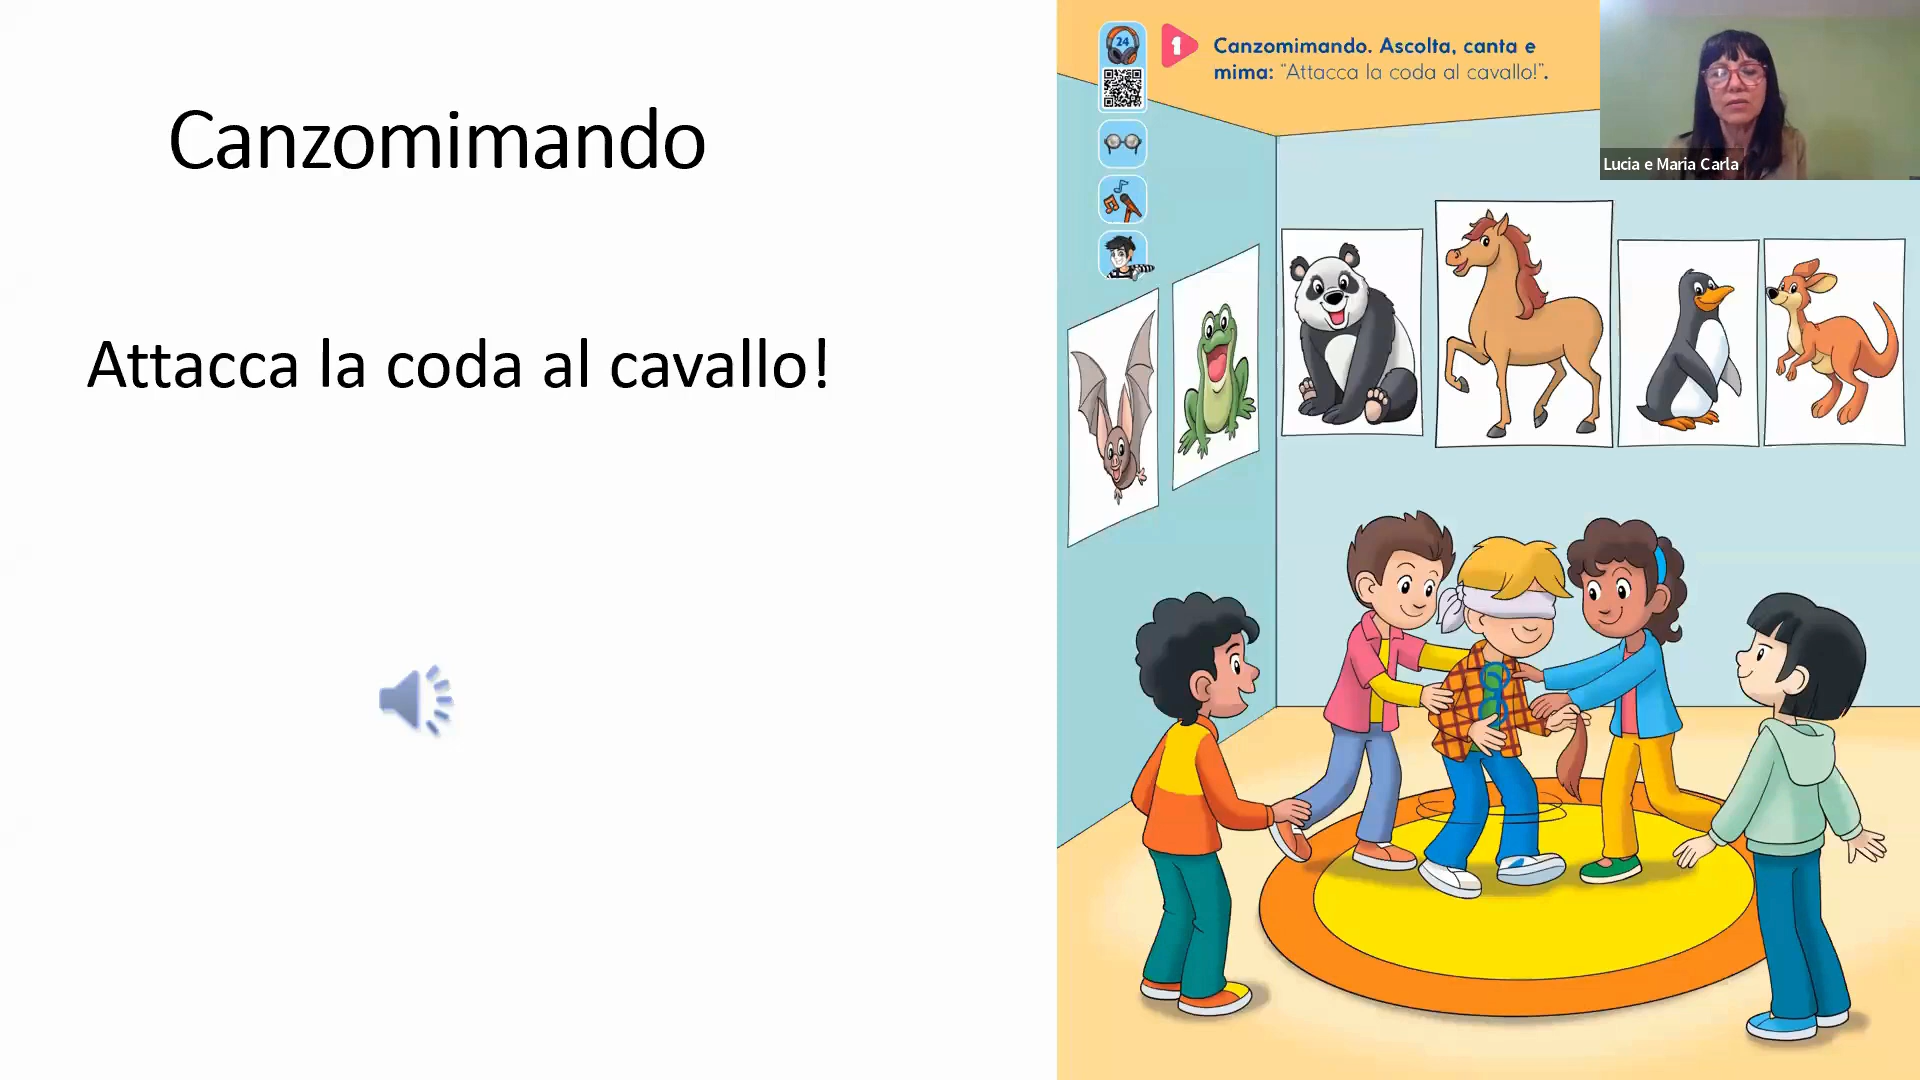 Canzomimando
Attacca la coda al cavallo!
24
1
Canzomimando. Ascolta, canta e
mima: “Attacca la coda al cavallo!”.
Lucia e Maria Carla